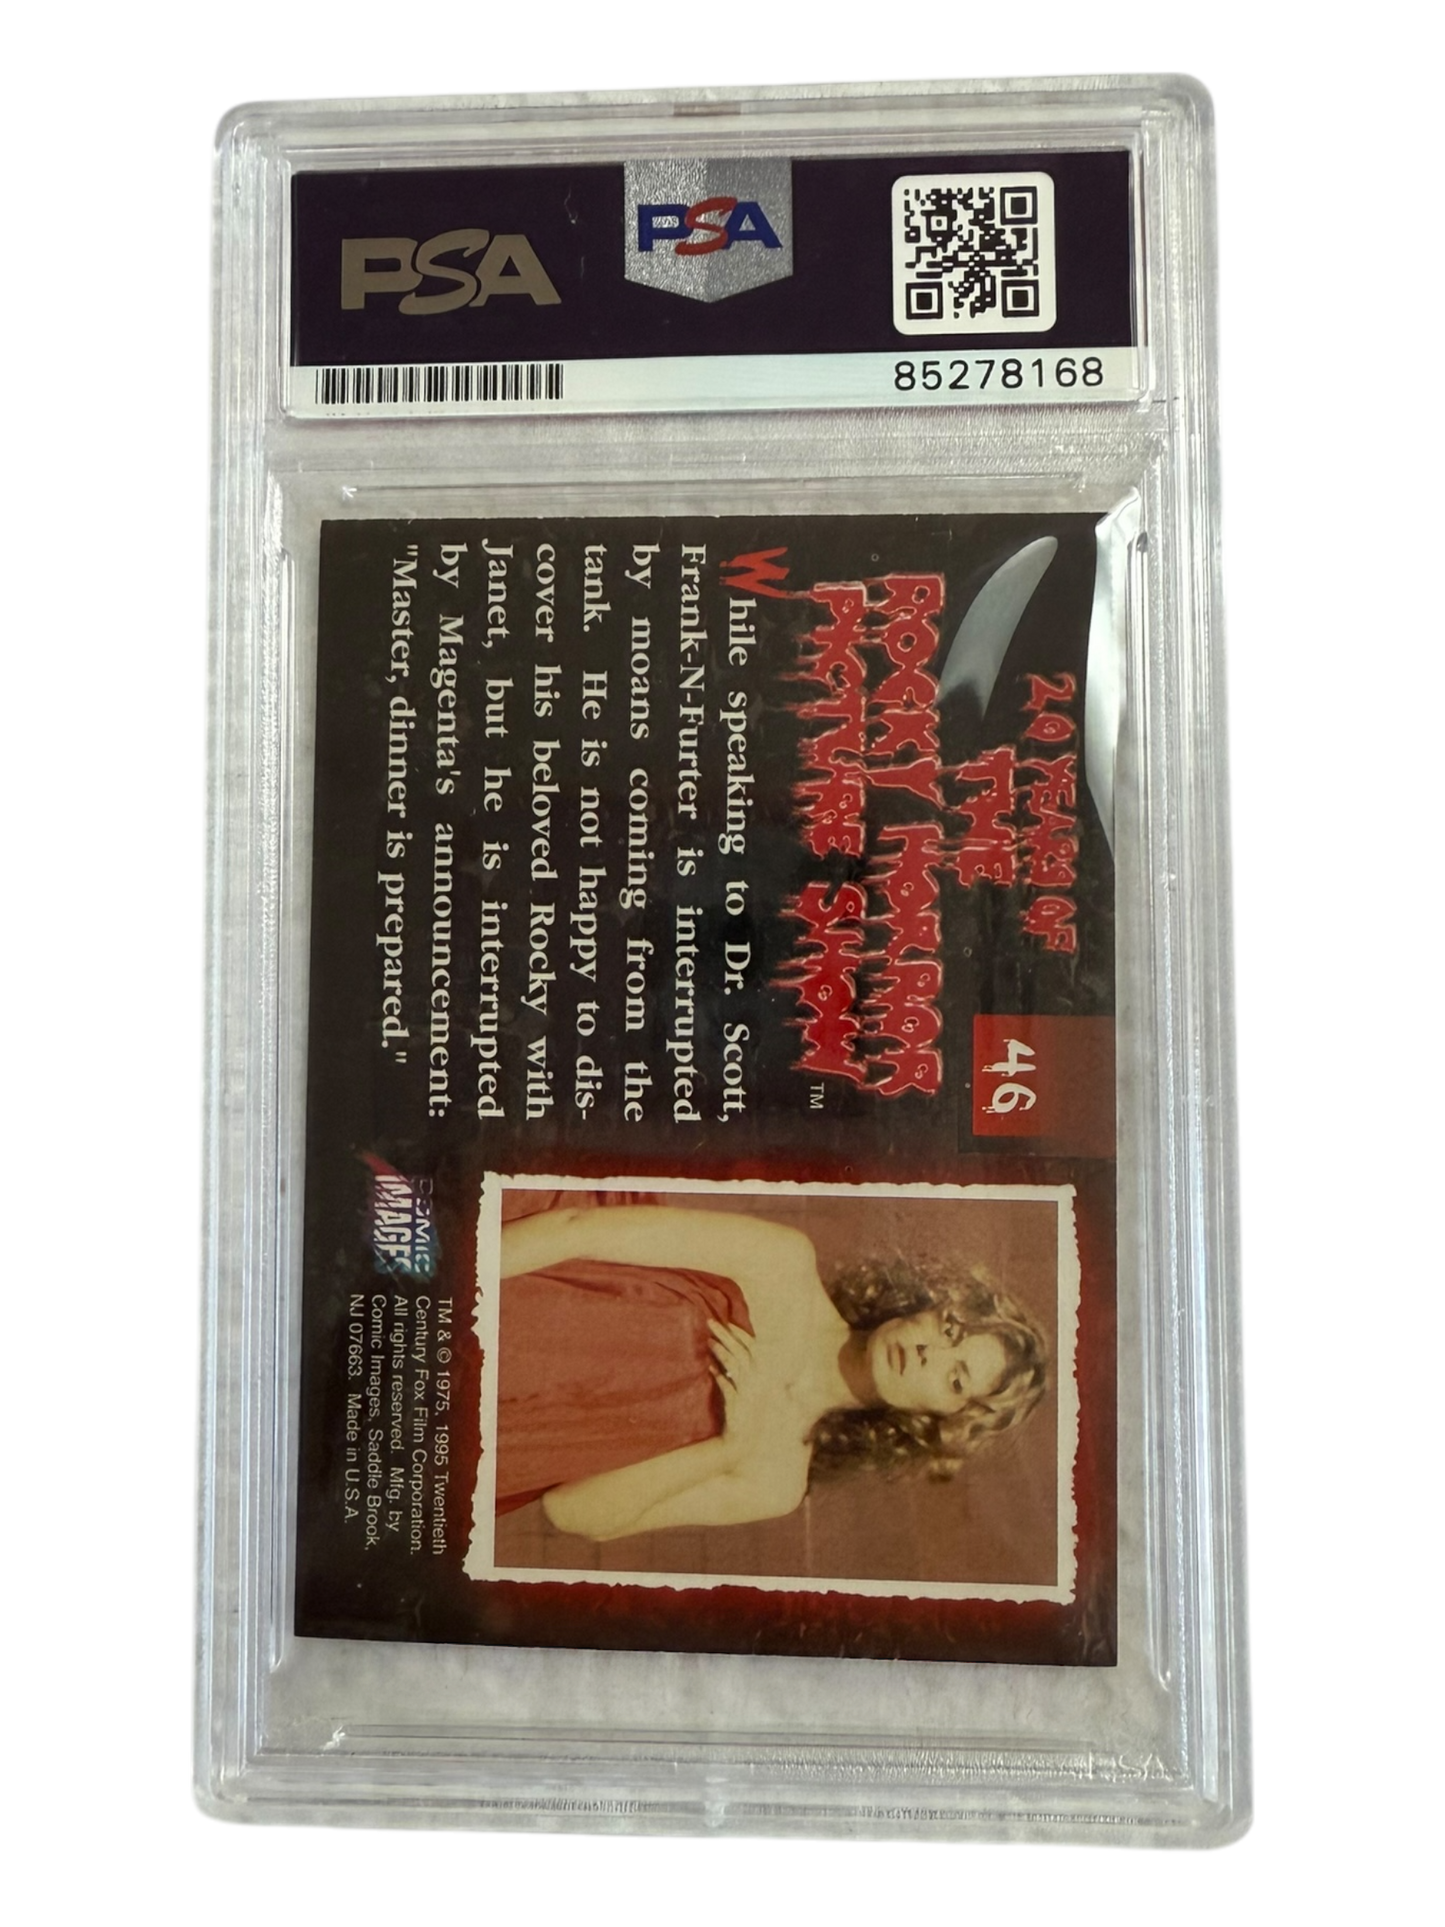 PSA
PSA
85278168
20 YEARS OF
THE
ROCKY HORROR
PICTURE SHOW™
46
While speaking to Dr. Scott,
Frank-N-Furter is interrupted
by moans coming from the
tank. He is not happy to dis-
cover his beloved Rocky with
Janet, but he is interrupted
by Magenta's announcement:
"Master, dinner is prepared."
COMIC
IMAGES
TM & © 1975, 1995 Twentieth
Century Fox Film Corporation.
All rights reserved. Mfg. by
Comic Images, Saddle Brook,
NJ 07663. Made in U.S.A.